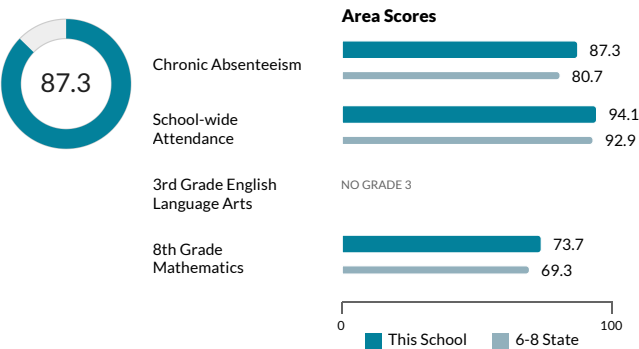 Area Scores
87.3
Chronic Absenteeism
87.3
80.7
School-wide
Attendance
94.1
92.9
3rd Grade English
Language Arts
NO GRADE 3
8th Grade
Mathematics
73.7
69.3
0
100
This School
6-8 State